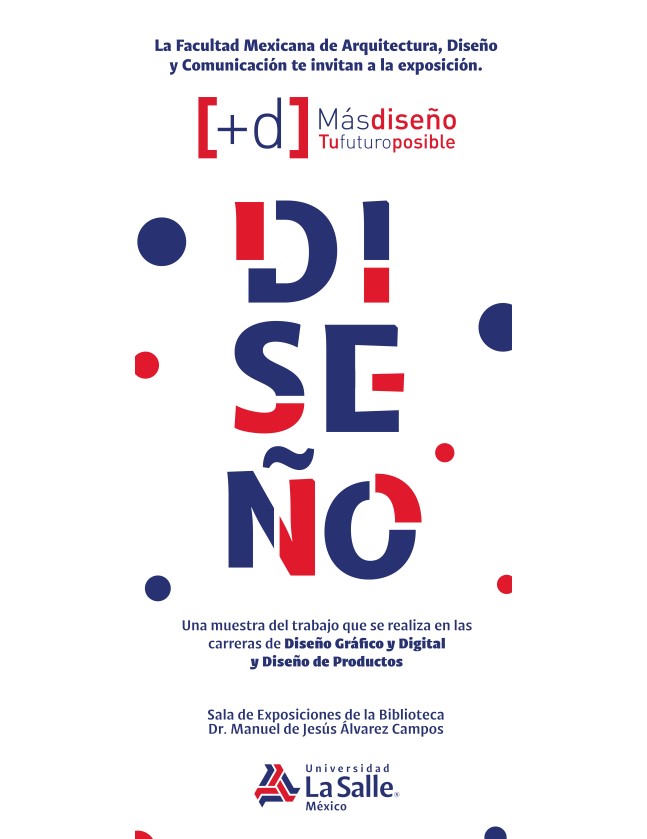 La Facultad Mexicana de Arquitectura, Diseño
y Comunicación te invitan a la exposición.
[+d] Másdiseño
Tufuturoposible
DI
SE
ÑO
Una muestra del trabajo que se realiza en las
carreras de Diseño Gráfico y Digital
y Diseño de Productos
Sala de Exposiciones de la Biblioteca
Dr. Manuel de Jesús Álvarez Campos
Universidad
La Salle®
México